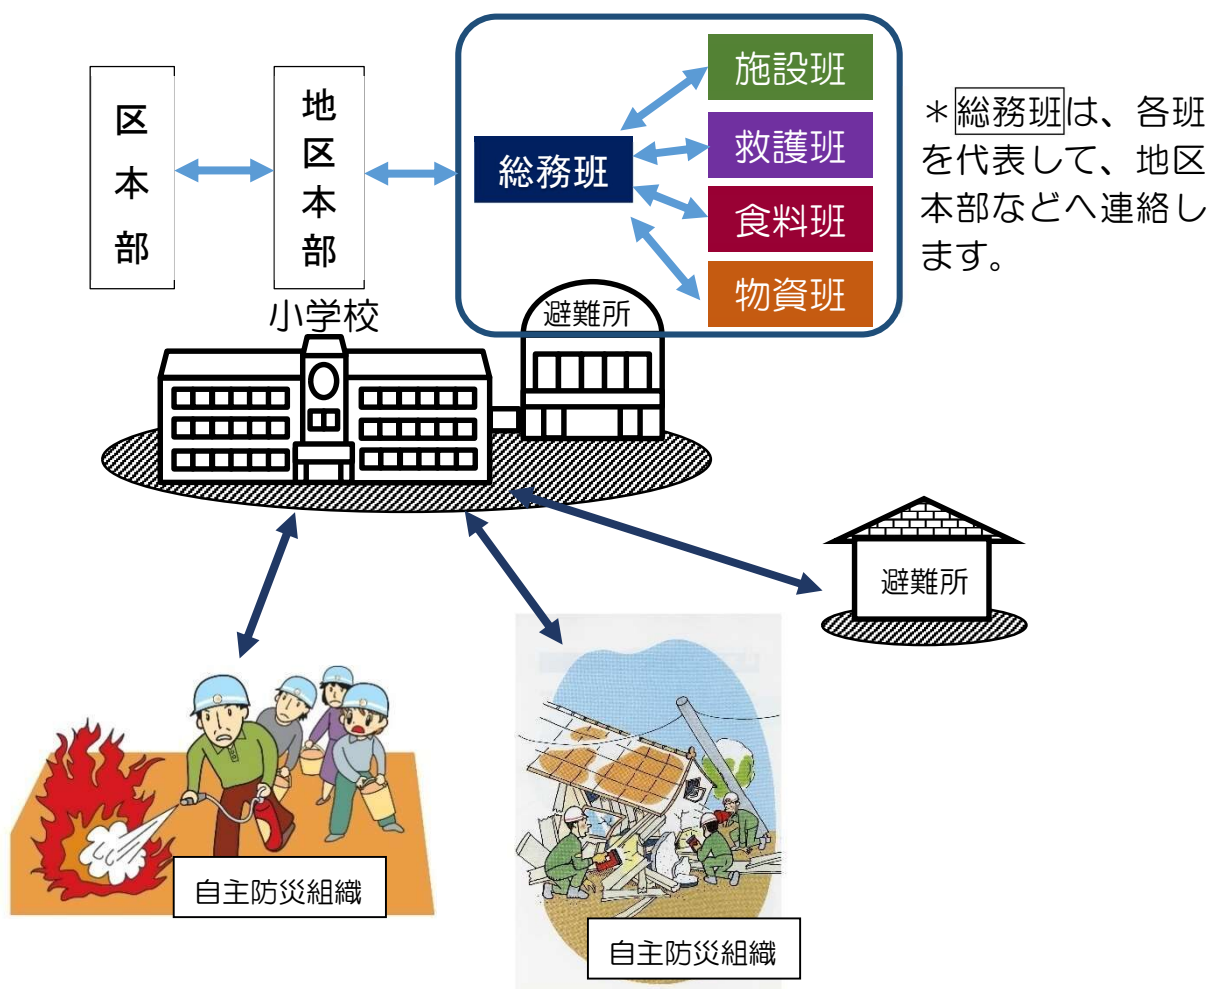 区本部
地区本部
総務班
施設班
救護班
食料班
物資班
＊総務班は、各班
を代表して、地区
本部などへ連絡し
ます。
小学校
避難所
避難所
自主防災組織
自主防災組織